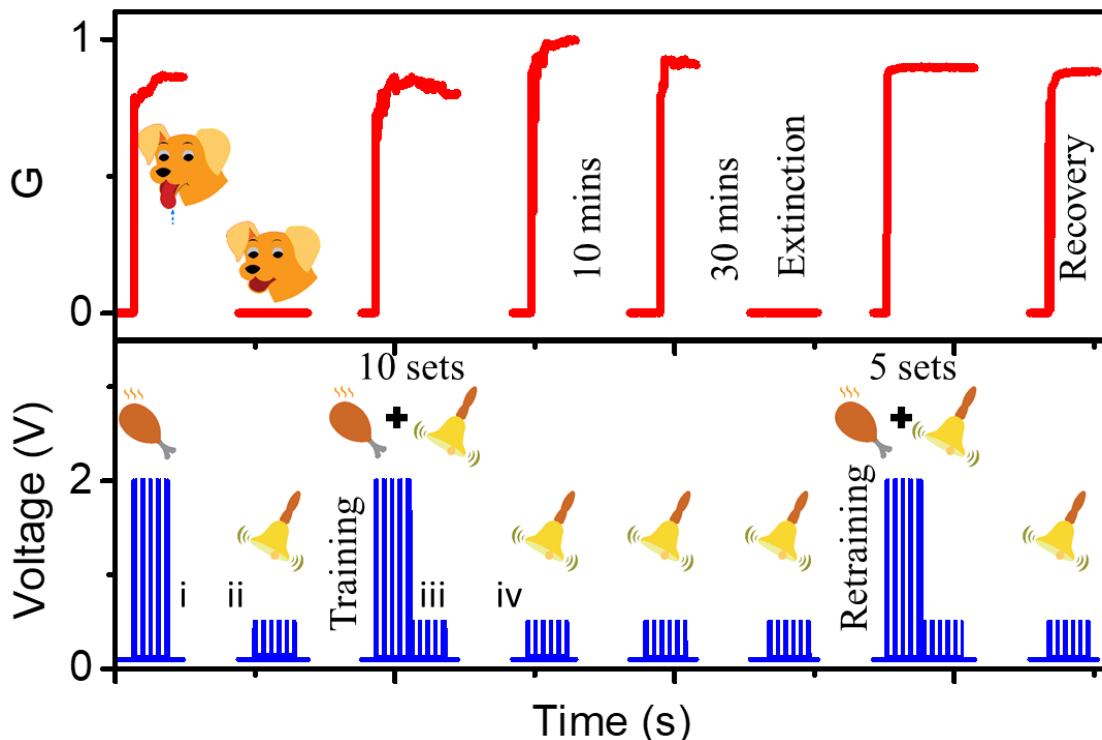 G
1
0
10 mins
30 mins
Extinction
Recovery
Voltage (V)
2
0
10 sets
5 sets
Training
Retraining
i
ii
iii
iv
Time (s)